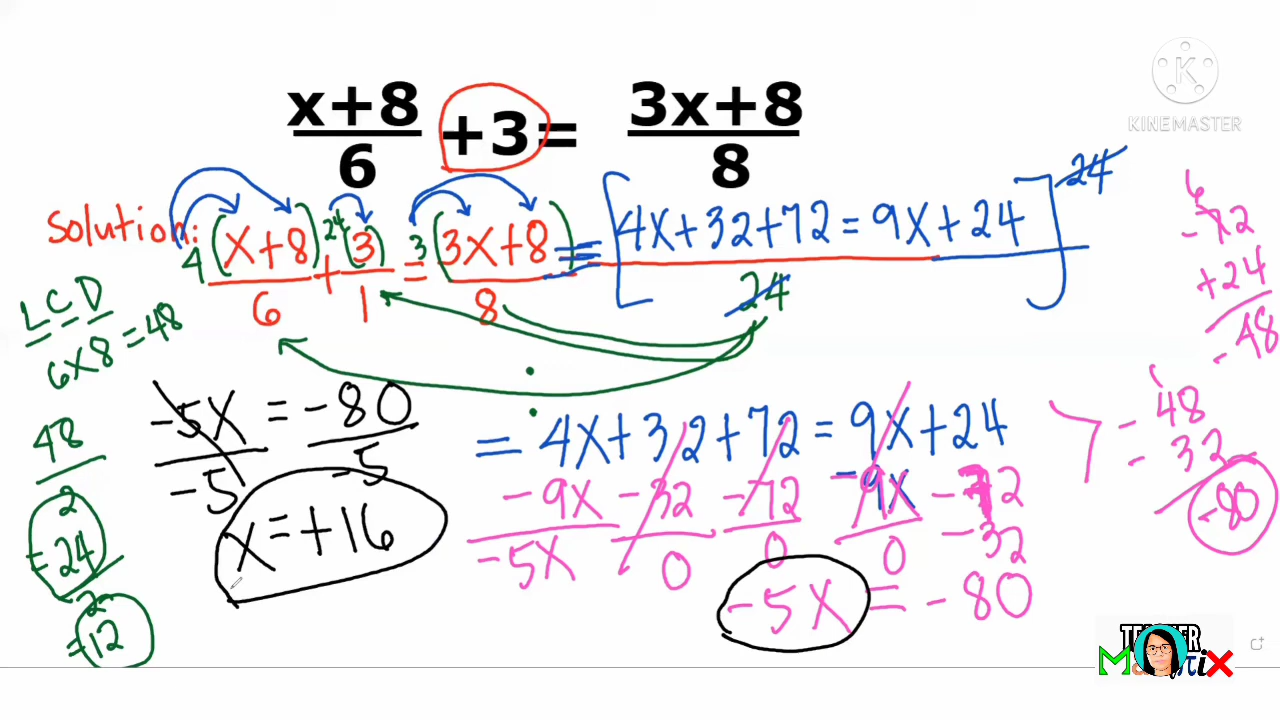 x+8 +3= 3x+8
6 8
KINEMASTER
Solution:
4(x+8) + 24(3) = 3(3x+8) = [4x+32+72=9x+24]24
6 1 8 24
LCD
6x8=48
48
2
=24
2
=12
-5x = -80
-5 -5
x=+16
= 4x+32+72=9x+24
-9x -32 -72 -9x -72
-32
-5x 0 0 0
-5x = -80
-72
+24
-48
-48
-32
-80
TEACHER